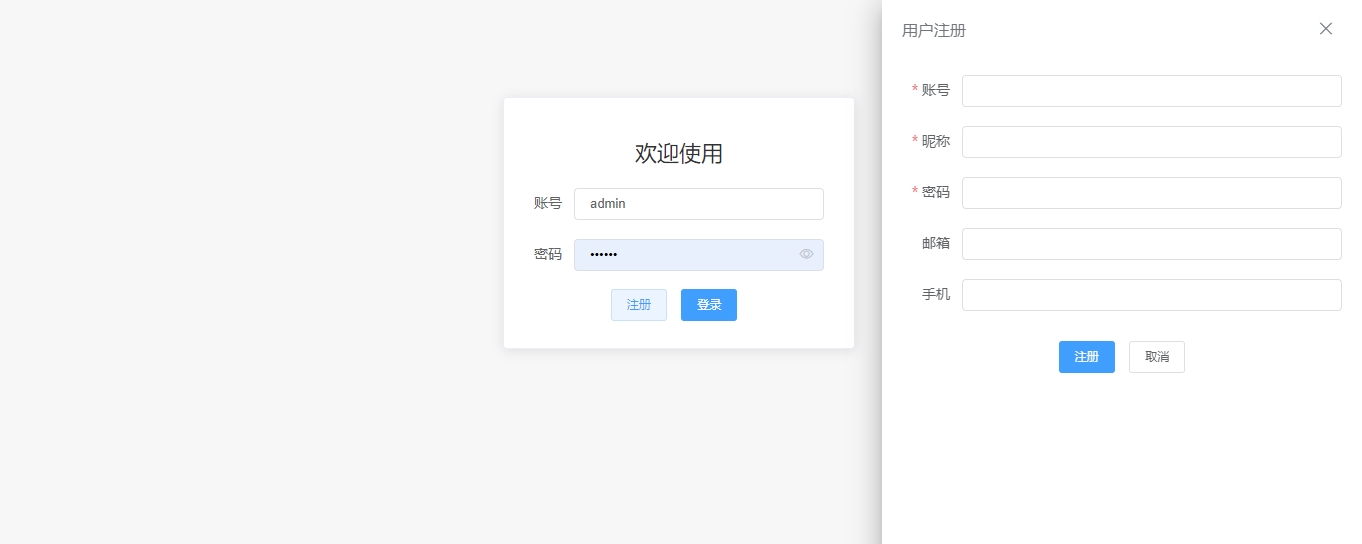 欢迎使用
账号 admin
密码 ••••••
注册 登录
用户注册
* 账号
* 昵称
* 密码
邮箱
手机
注册 取消